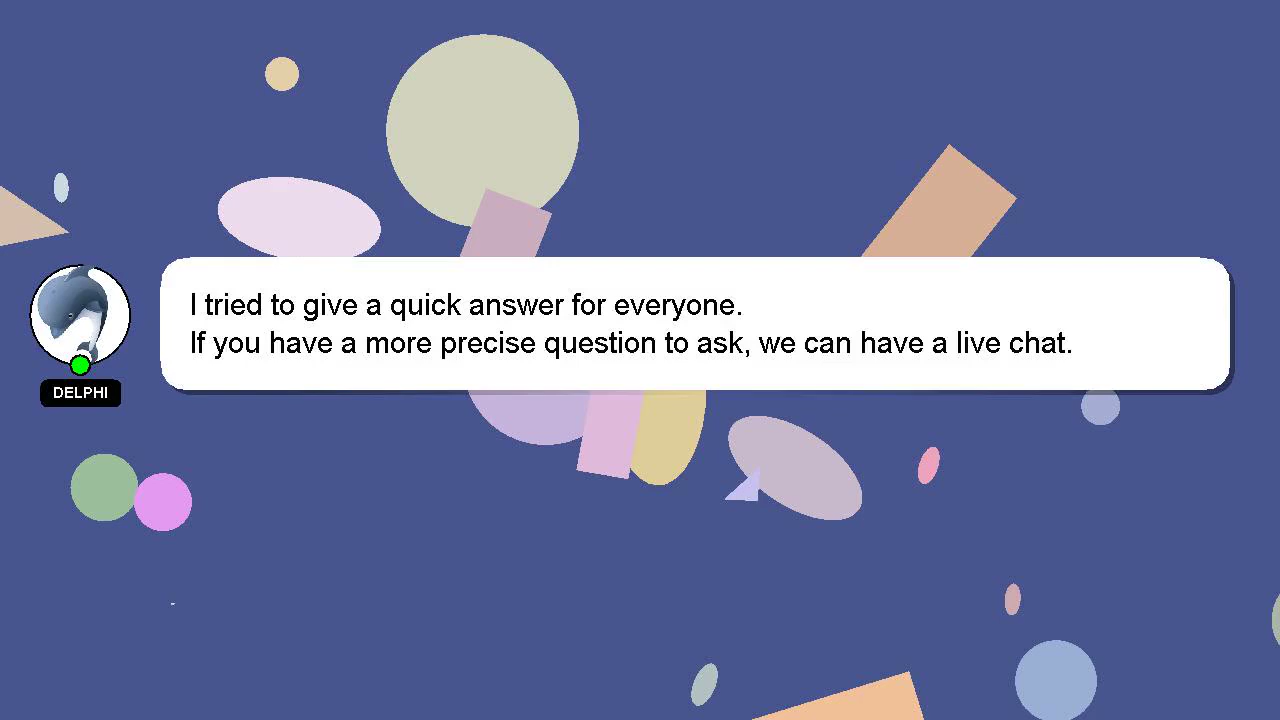 I tried to give a quick answer for everyone.
If you have a more precise question to ask, we can have a live chat.
DELPHI